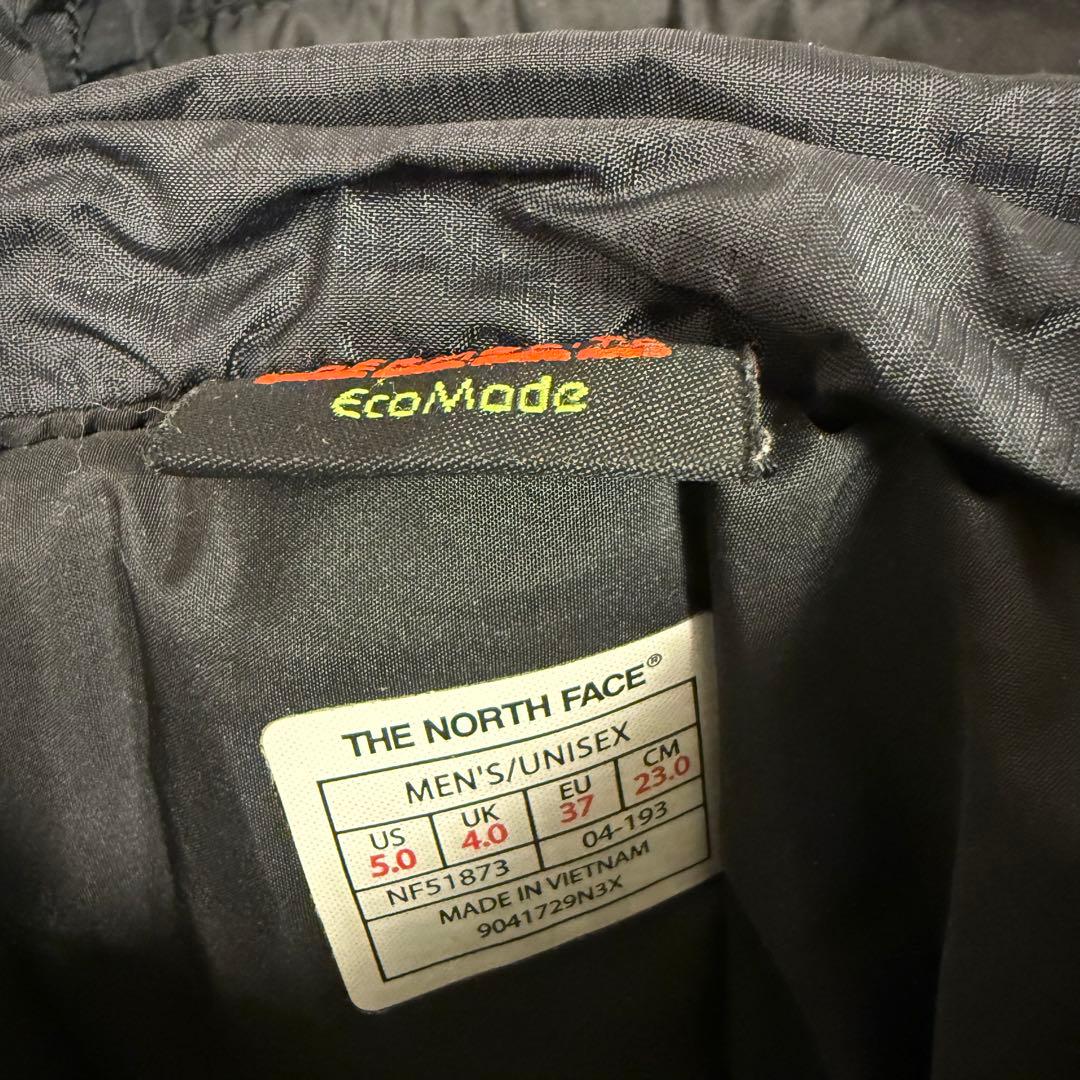 EcoMode
THE NORTH FACE®
MEN'S/UNISEX
US UK EU CM
5.0 4.0 37 23.0
NF51873 04-193
MADE IN VIETNAM
9041729N3X